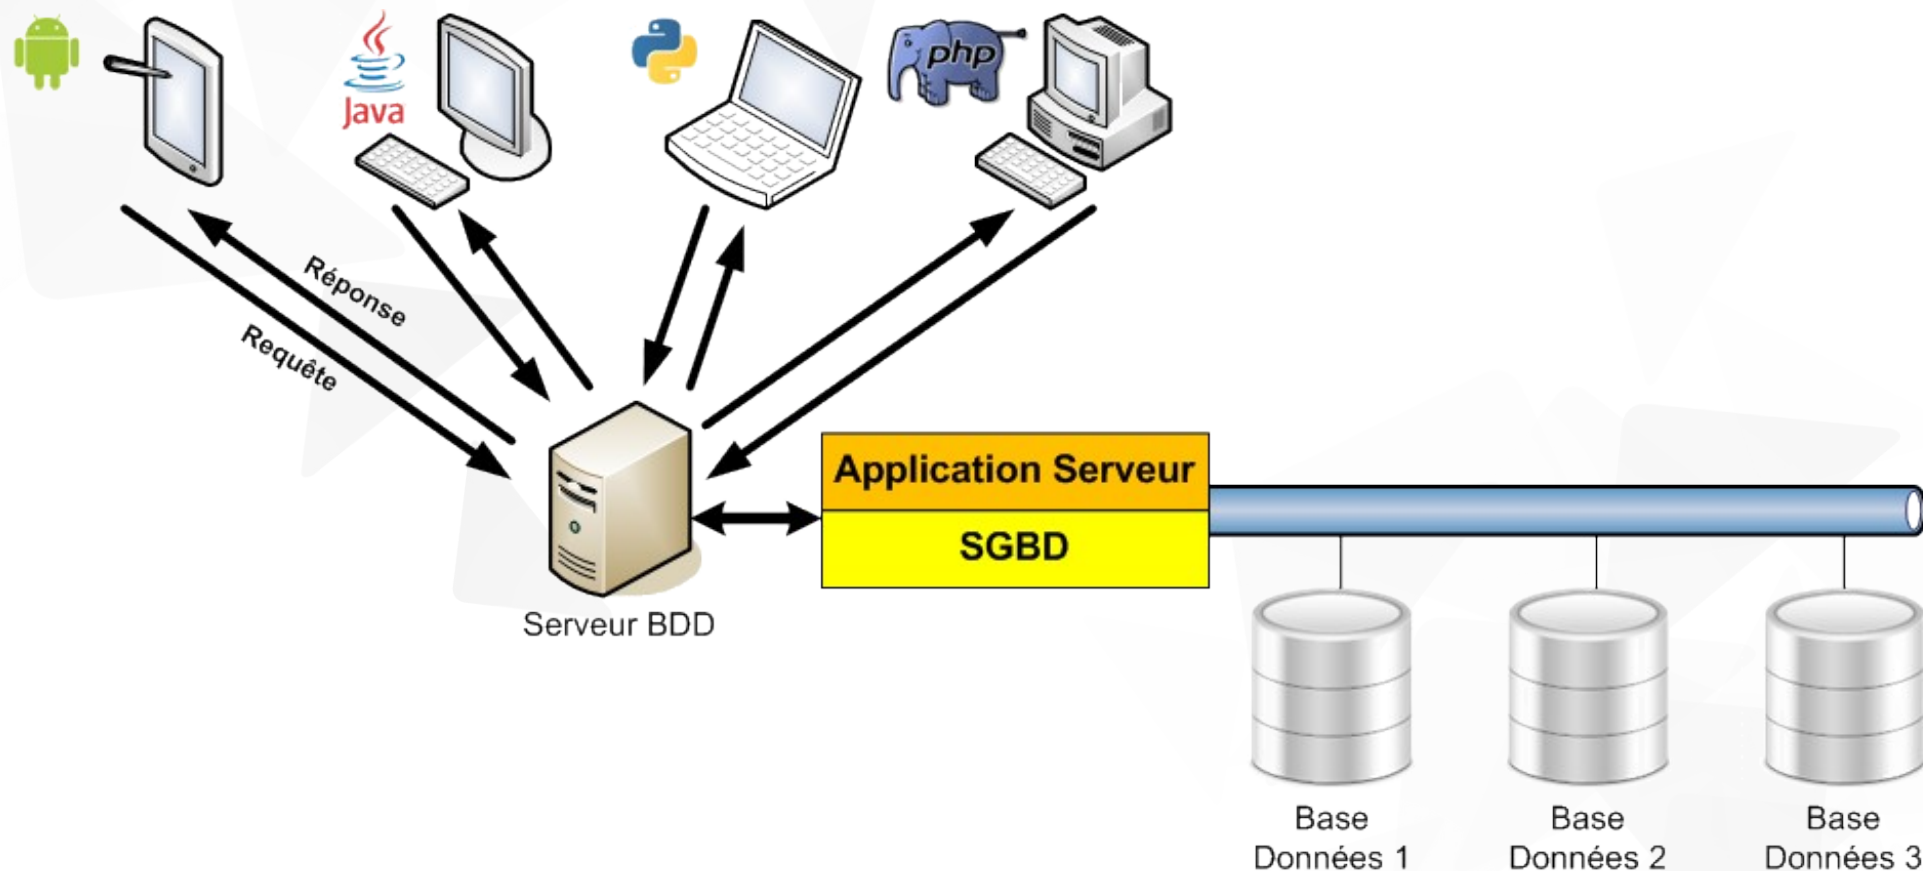 Java
php
Réponse
Requête
Application Serveur
SGBD
Serveur BDD
Base
Données 1
Base
Données 2
Base
Données 3